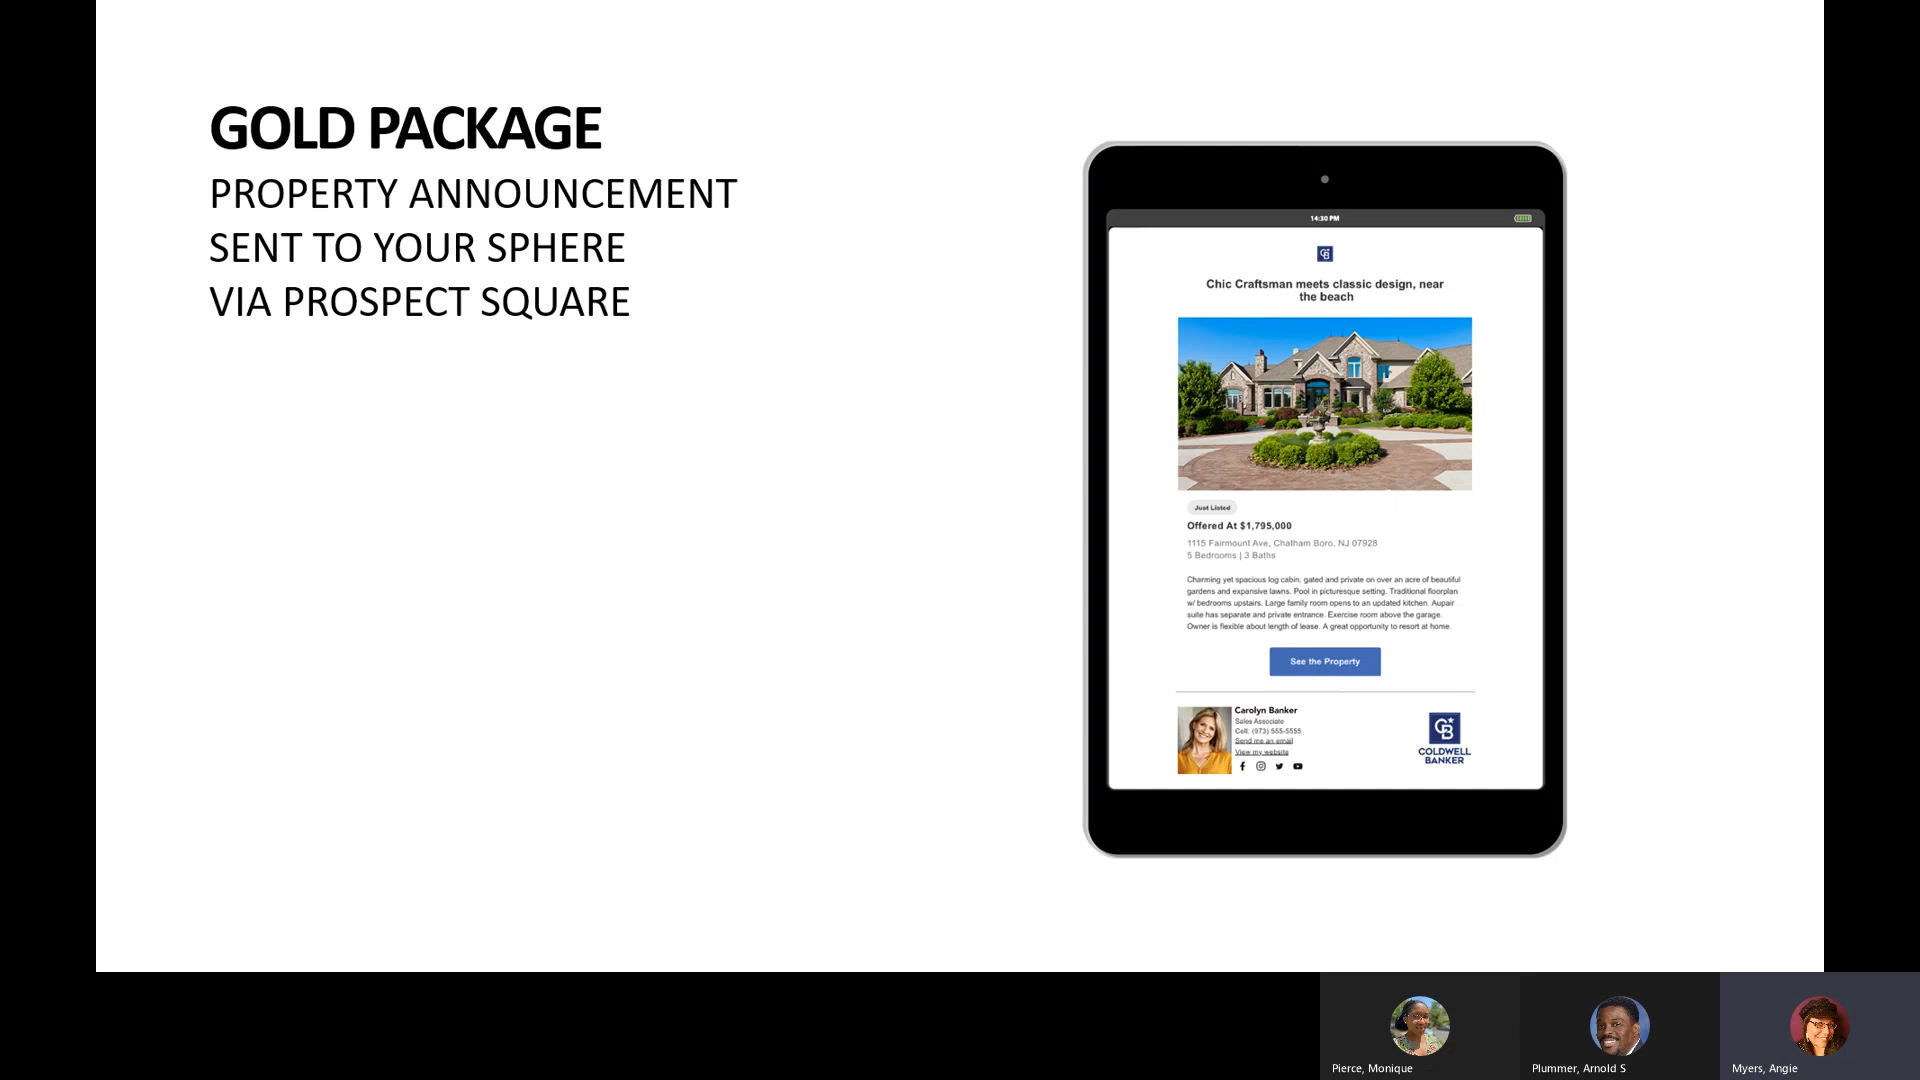 GOLD PACKAGE
PROPERTY ANNOUNCEMENT
SENT TO YOUR SPHERE
VIA PROSPECT SQUARE
14:30 PM
CB
Chic Craftsman meets classic design, near
the beach
Just Listed
Offered At $1,795,000
1115 Fairmount Ave, Chatham Boro, NJ 07928
5 Bedrooms | 3 Baths
Charming yet spacious log cabin, gated and private on over an acre of beautiful
gardens and expansive lawns. Pool in picturesque setting. Traditional floorplan
w/ bedrooms upstairs. Large family room opens to an updated kitchen. Aupair
suite has separate and private entrance. Exercise room above the garage.
Owner is flexible about length of lease. A great opportunity to resort at home.
See the Property
Carolyn Banker
Sales Associate
Cell: (973) 555-5555
Send me an email
View my website
CB
COLDWELL
BANKER
Pierce, Monique
Plummer, Arnold S
Myers, Angie